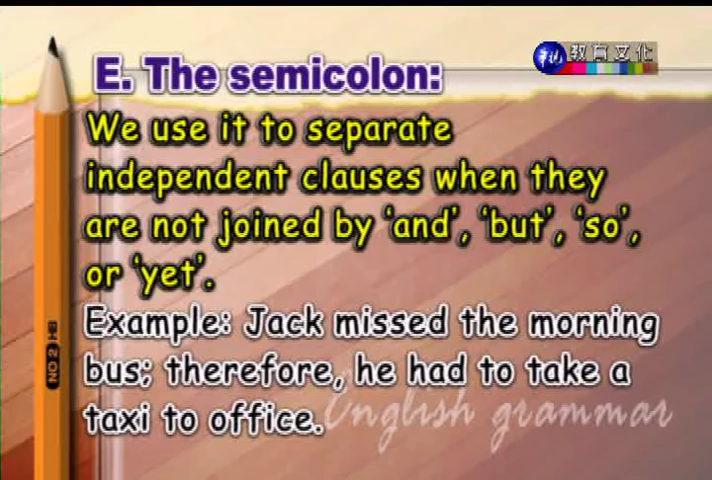 華視 教育文化
E. The semicolon:
We use it to separate
independent clauses when they
are not joined by 'and', 'but', 'so',
or 'yet'.
Example: Jack missed the morning
bus; therefore, he had to take a
taxi to office.
English grammar
NO 2 HB